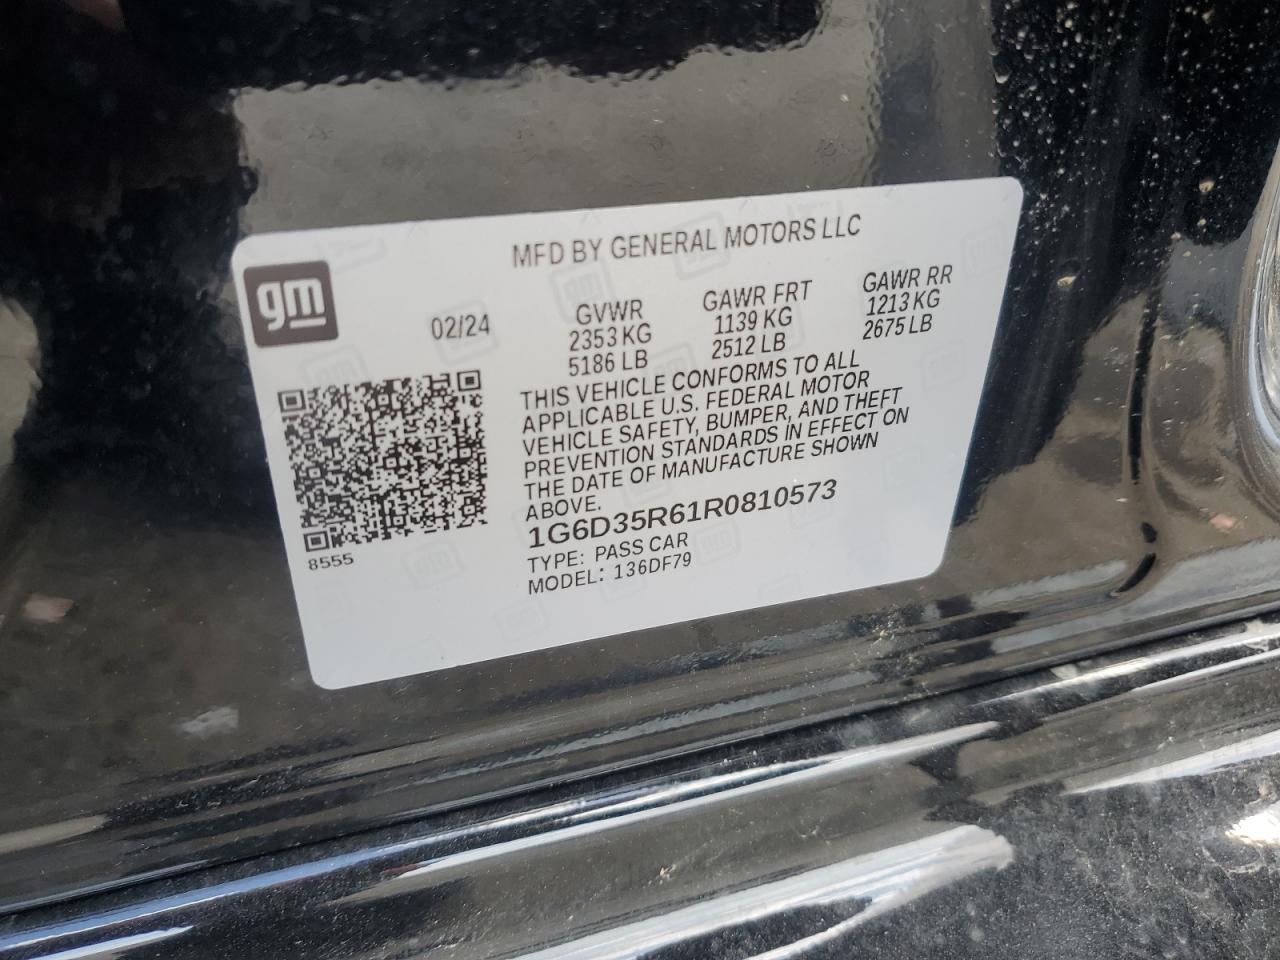 MFD BY GENERAL MOTORS LLC
gm
02/24
GVWR
2353 KG
5186 LB
GAWR FRT
1139 KG
2512 LB
GAWR RR
1213 KG
2675 LB
THIS VEHICLE CONFORMS TO ALL
APPLICABLE U.S. FEDERAL MOTOR
VEHICLE SAFETY, BUMPER, AND THEFT
PREVENTION STANDARDS IN EFFECT ON
THE DATE OF MANUFACTURE SHOWN
ABOVE.
1G6D35R61R0810573
TYPE: PASS CAR
MODEL: 136DF79
8555